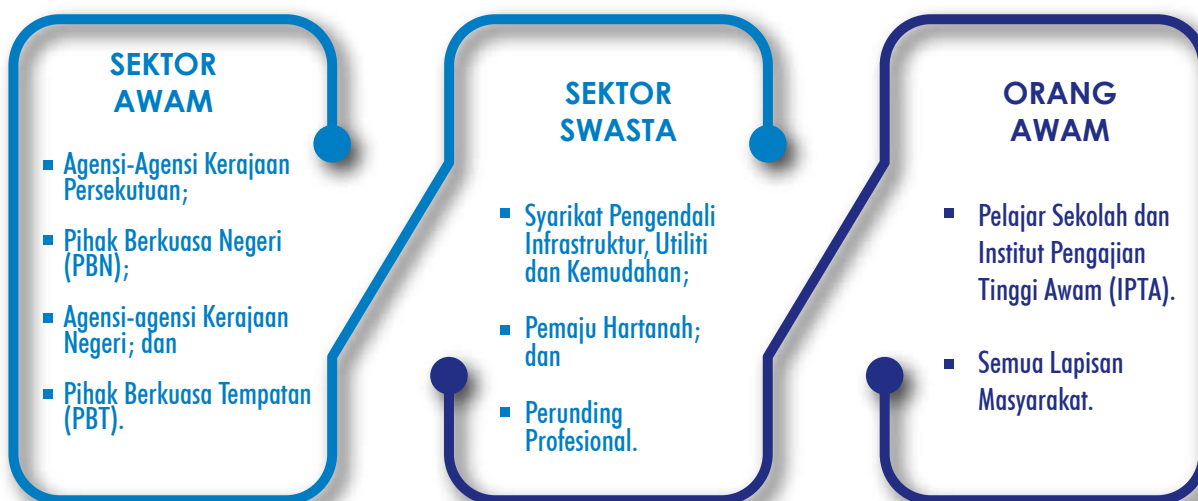 SEKTOR
AWAM
▪ Agensi-Agensi Kerajaan
Persekutuan;
▪ Pihak Berkuasa Negeri
(PBN);
▪ Agensi-agensi Kerajaan
Negeri; dan
▪ Pihak Berkuasa Tempatan
(PBT).
SEKTOR
SWASTA
▪ Syarikat Pengendali
Infrastruktur, Utiliti
dan Kemudahan;
▪ Pemaju Hartanah;
dan
▪ Perunding
Profesional.
ORANG
AWAM
▪ Pelajar Sekolah dan
Institut Pengajian
Tinggi Awam (IPTA).
▪ Semua Lapisan
Masyarakat.